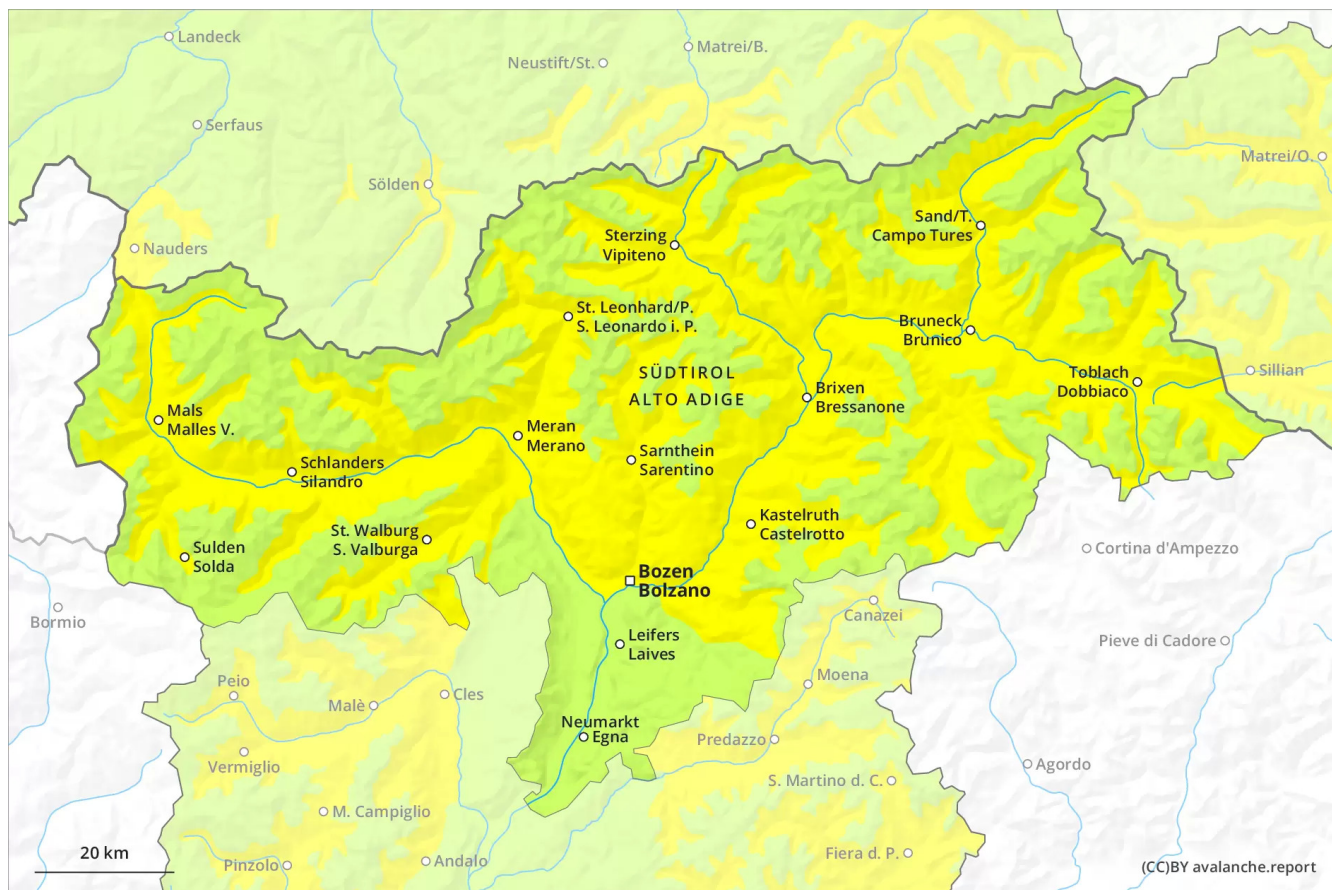 Landeck
Matrei/B.
Neustift/St.
Serfaus
Matrei/O.
Sölden
Nauders
Sand/T.
Campo Tures
Sterzing
Vipiteno
St. Leonhard/P.
S. Leonardo i. P.
Bruneck
Brunico
SÜDTIROL
ALTO ADIGE
Toblach
Dobbiaco
Sillian
Brixen
Bressanone
Mals
Malles V.
Meran
Merano
Schlanders
Silandro
Sarnthein
Sarentino
Kastelruth
Castelrotto
St. Walburg
S. Valburga
Sulden
Solda
Cortina d'Ampezzo
Bozen
Bolzano
Bormio
Canazei
Leifers
Laives
Pieve di Cadore
Peio
Moena
Malè
Cles
Neumarkt
Egna
Predazzo
Vermiglio
Agordo
S. Martino d. C.
M. Campiglio
20 km
Pinzolo
Andalo
Fiera d. P.
(CC)BY avalanche.report